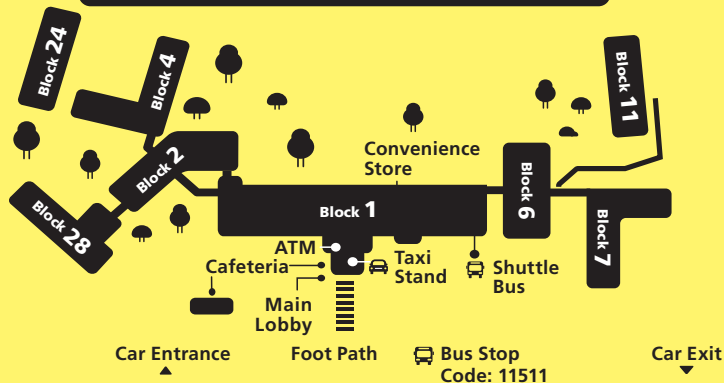 Block 24
Block 4
Block 11
Block 2
Convenience
Store
Block 28
Block 1
Block 6
Block 7
ATM
Cafeteria
Taxi
Stand
Shuttle
Bus
Main
Lobby
Car Entrance
Foot Path
Bus Stop
Code: 11511
Car Exit